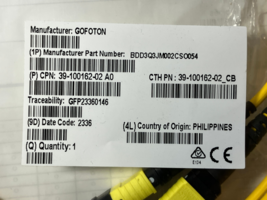 Manufacturer: GOFOTON
(1P) Manufacturer Part Number: BDD3Q3JM002CSO054
(P) CPN: 39-100162-02 A0 CTH PN : 39-100162-02_CB
Traceability: GFP23360146
(9D) Date Code: 2336 (4L) Country of Origin: PHILIPPINES
(Q) Quantity: 1